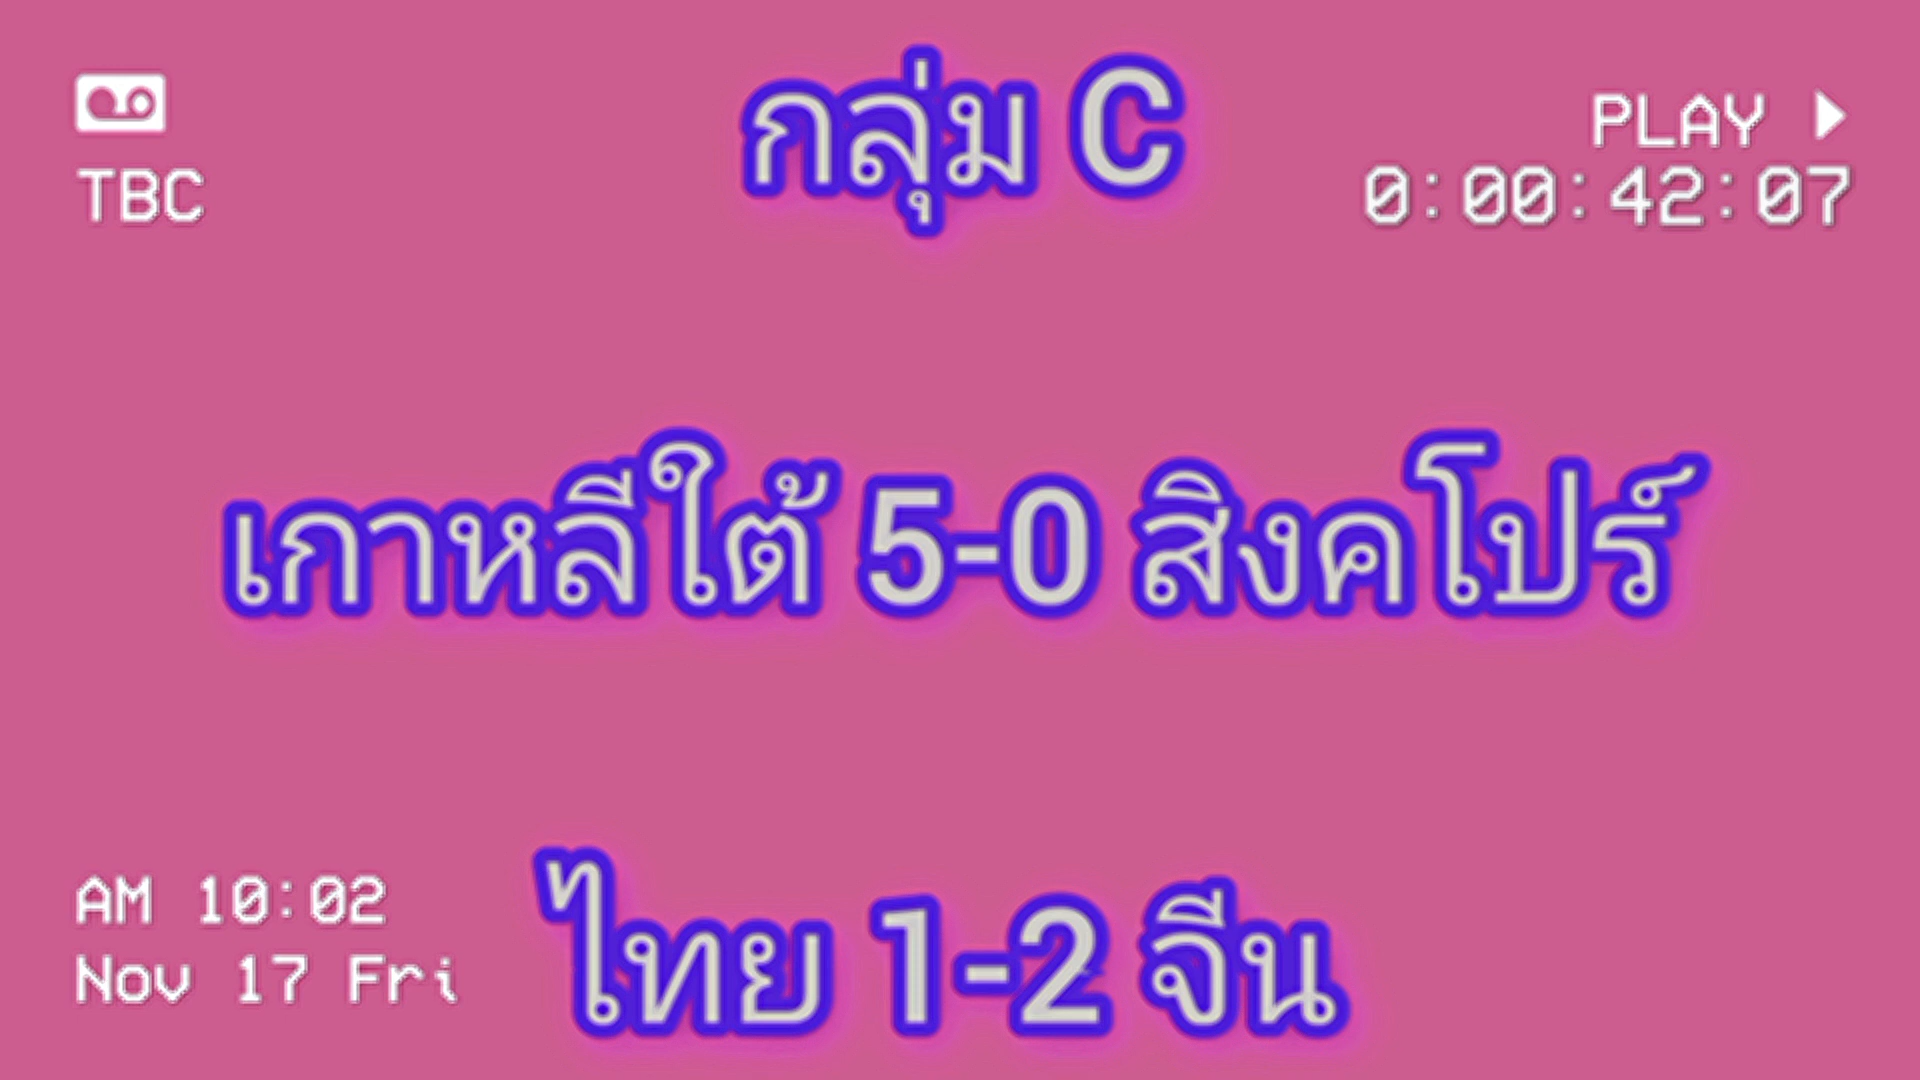 กลุ่ม C
PLAY
TBC
0:00:42:07
เกาหลีใต้ 5-0 สิงคโปร์
AM 10:02
Nov 17 Fri
ไทย 1-2 จีน